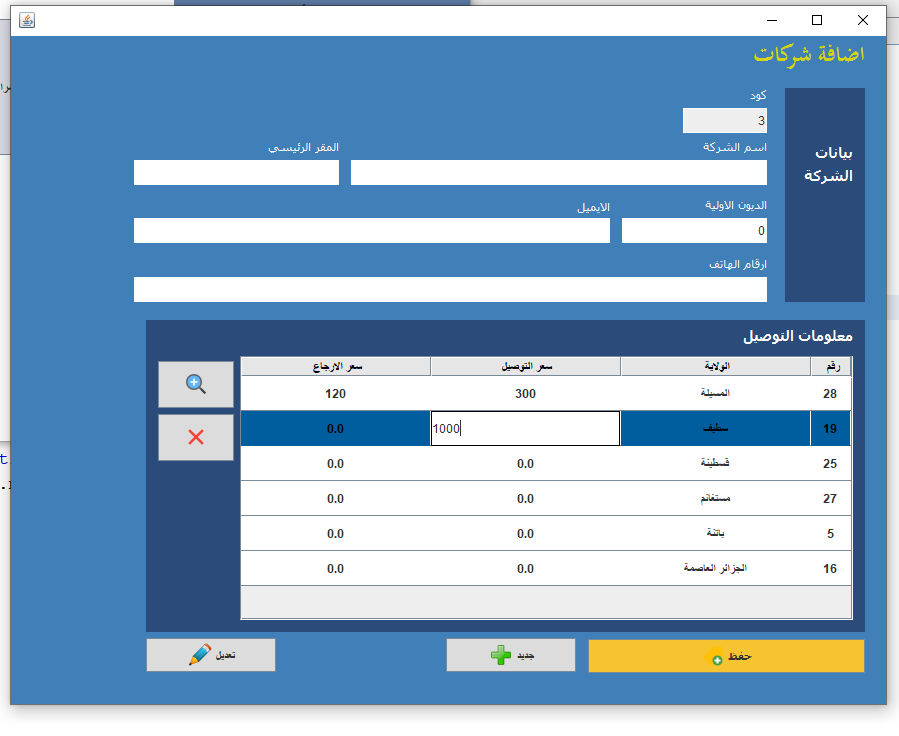 اضافة شركات
كود
3
بيانات
الشركة
اسم الشركة
المقر الرئيسي
الديون الاولية
الايميل
0
ارقام الهاتف
معلومات التوصيل
رقم الولاية سعر التوصيل سعر الارجاع
28 المسيلة 300 120
19 سطيف 1000 0.0
25 قسطينة 0.0 0.0
27 مستغانم 0.0 0.0
5 باتنة 0.0 0.0
16 الجزائر العاصمة 0.0 0.0
حفظ
جديد
تعديل